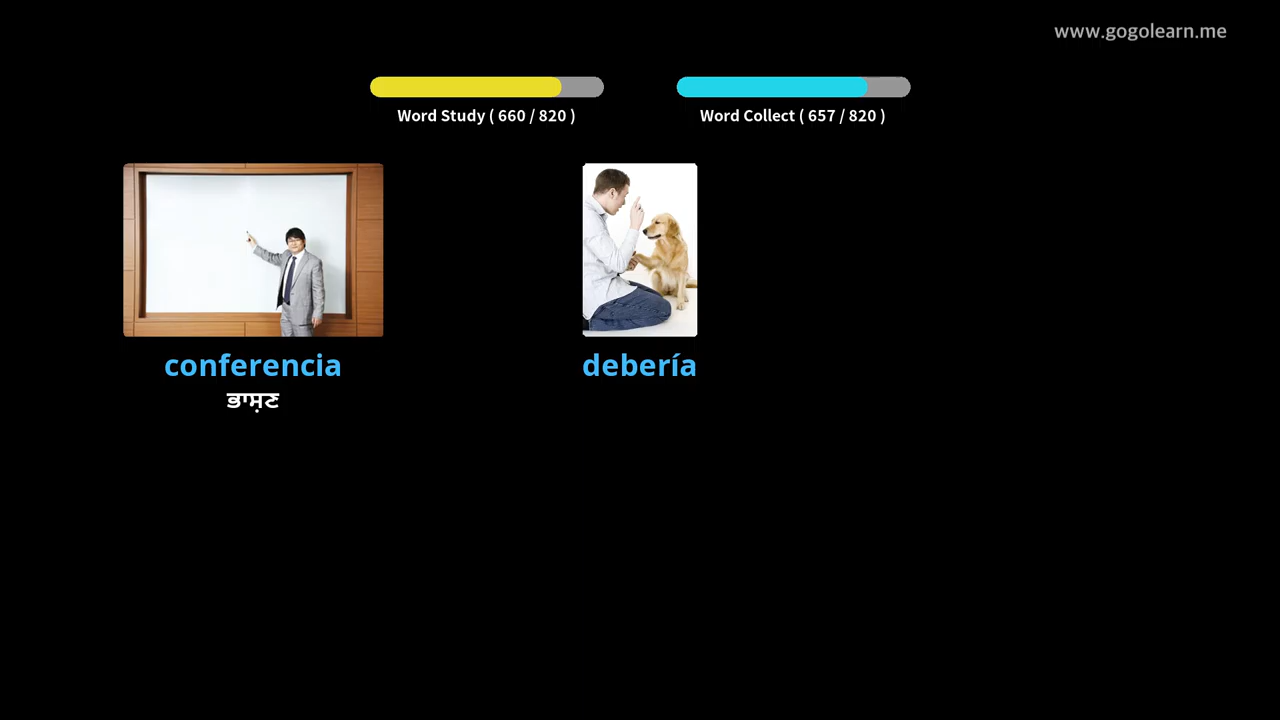 www.gogolearn.me
Word Study ( 660 / 820 )
Word Collect ( 657 / 820 )
conferencia
debería
ਭਾਸ਼ਣ